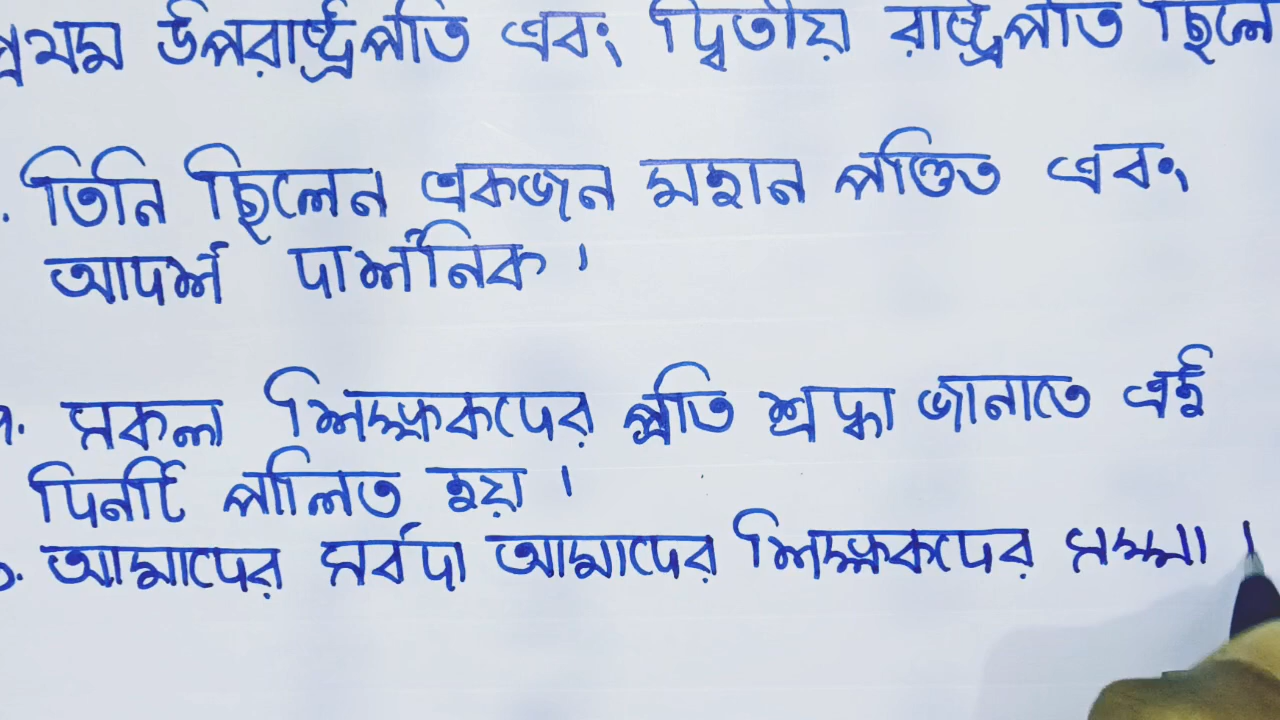 প্রথম উপরাষ্ট্রপতি এবং দ্বিতীয় রাষ্ট্রপতি ছিলে
. তিনি ছিলেন একজন মহান পণ্ডিত এবং
আদর্শ দার্শনিক।
৭. সকল শিক্ষকদের প্রতি শ্রদ্ধা জানাতে এই
দিনটি পালিত হয়।
আমাদের সর্বদা আমাদের শিক্ষকদের সম্মা